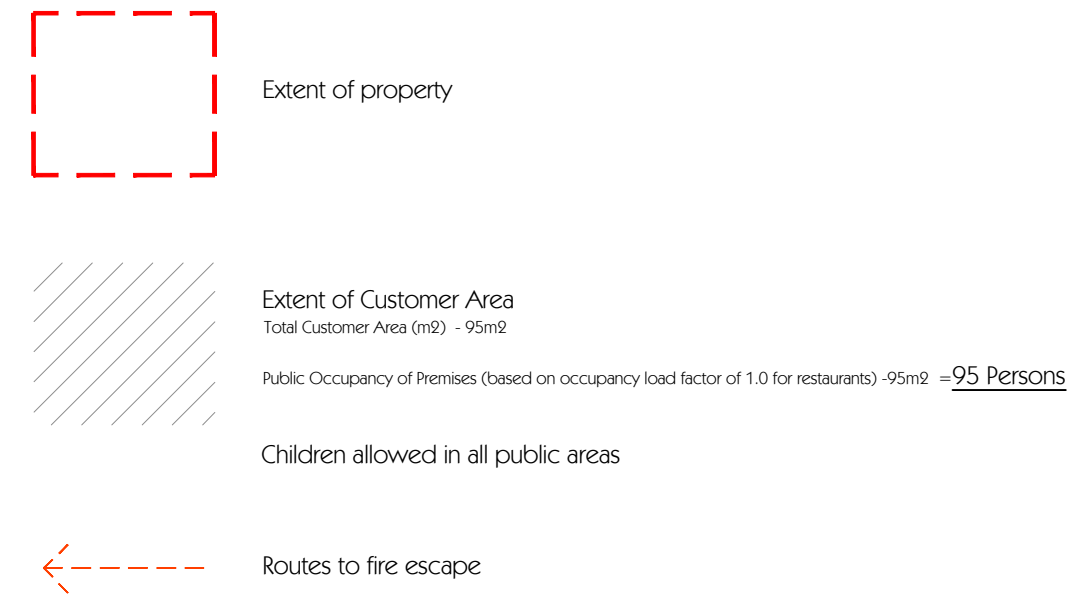 Extent of property
Extent of Customer Area
Total Customer Area (m2) - 95m2
Public Occupancy of Premises (based on occupancy load factor of 1.0 for restaurants) -95m2 =95 Persons
Children allowed in all public areas
Routes to fire escape